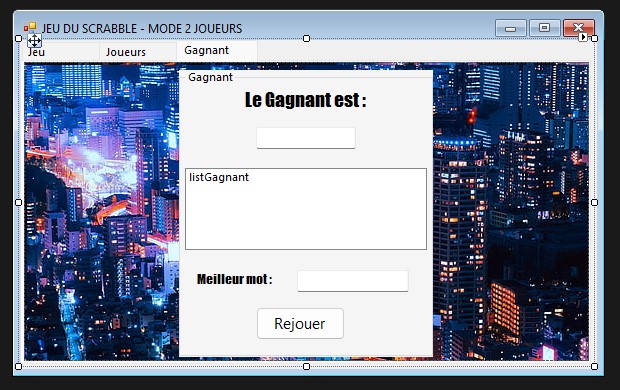 JEU DU SCRABBLE - MODE 2 JOUEURS
Jeu Joueurs Gagnant
Gagnant
Le Gagnant est :
listGagnant
Meilleur mot :
Rejouer